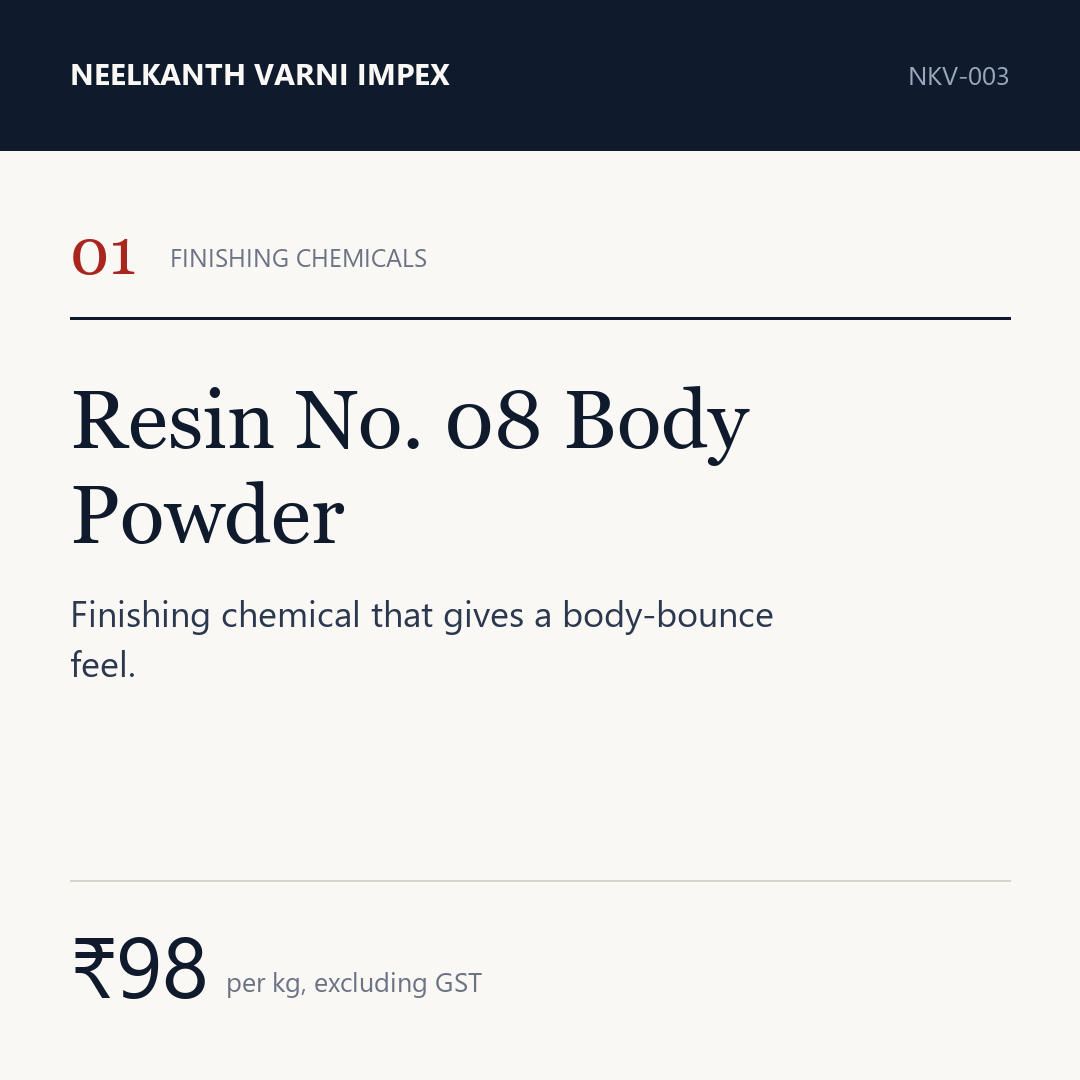 NEELKANTH VARNI IMPEX
NKV-003
01
FINISHING CHEMICALS
Resin No. 08 Body
Powder
Finishing chemical that gives a body-bounce
feel.
₹98 per kg, excluding GST